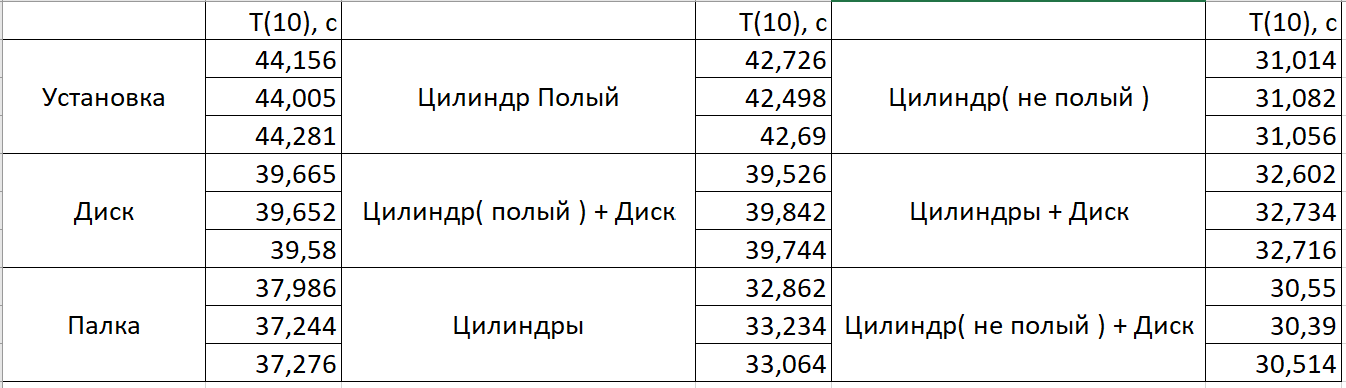 T(10), с T(10), с T(10), с
Установка 44,156 Цилиндр Полый 42,726 Цилиндр( не полый ) 31,014
44,005 42,498 31,082
44,281 42,69 31,056
Диск 39,665 Цилиндр( полый ) + Диск 39,526 Цилиндры + Диск 32,602
39,652 39,842 32,734
39,58 39,744 32,716
Палка 37,986 Цилиндры 32,862 Цилиндр( не полый ) + Диск 30,55
37,244 33,234 30,39
37,276 33,064 30,514